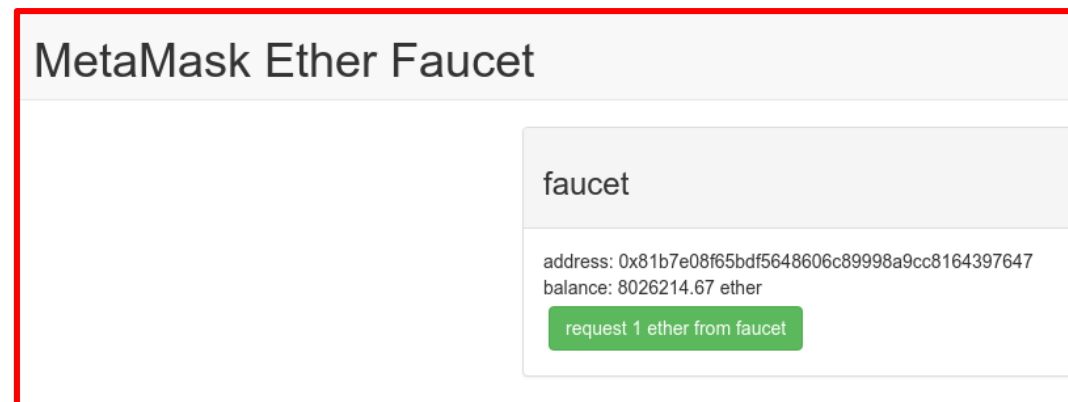 MetaMask Ether Faucet
faucet
address: 0x81b7e08f65bdf5648606c89998a9cc8164397647
balance: 8026214.67 ether
request 1 ether from faucet